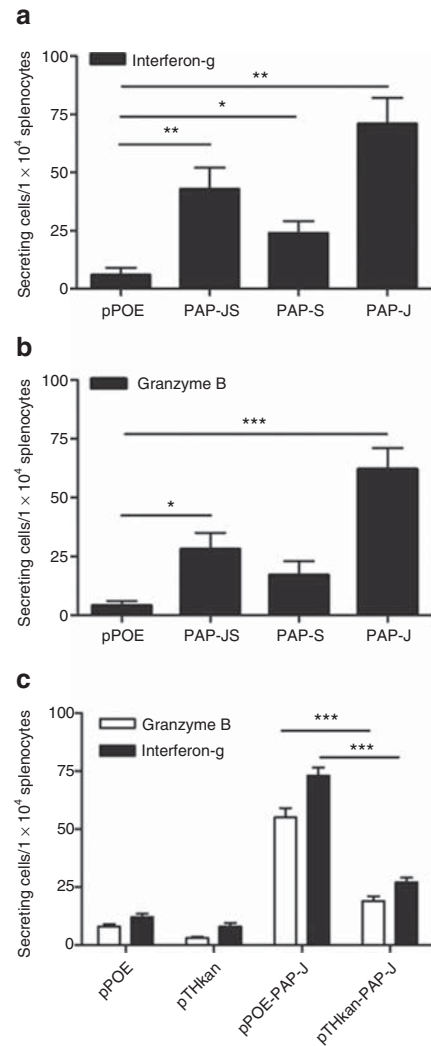 a
Interferon-g
Secreting cells/1 × 10⁴ splenocytes
100
75
50
25
0
**
*
**
pPOE
PAP-JS
PAP-S
PAP-J
b
Granzyme B
Secreting cells/1 × 10⁴ splenocytes
100
75
50
25
0
***
*
pPOE
PAP-JS
PAP-S
PAP-J
c
Granzyme B
Interferon-g
Secreting cells/1 × 10⁴ splenocytes
100
75
50
25
0
***
***
pPOE
pTHkan
pPOE-PAP-J
pTHkan-PAP-J